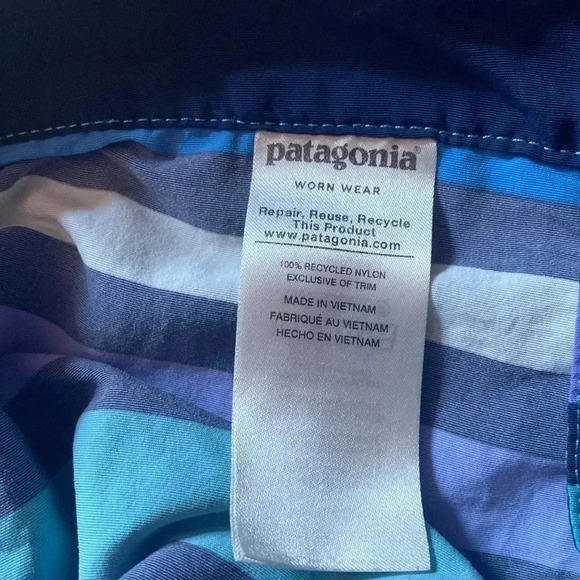 patagonia®
WORN WEAR
Repair, Reuse, Recycle
This Product
www.patagonia.com
100% RECYCLED NYLON
EXCLUSIVE OF TRIM
MADE IN VIETNAM
FABRIQUÉ AU VIETNAM
HECHO EN VIETNAM